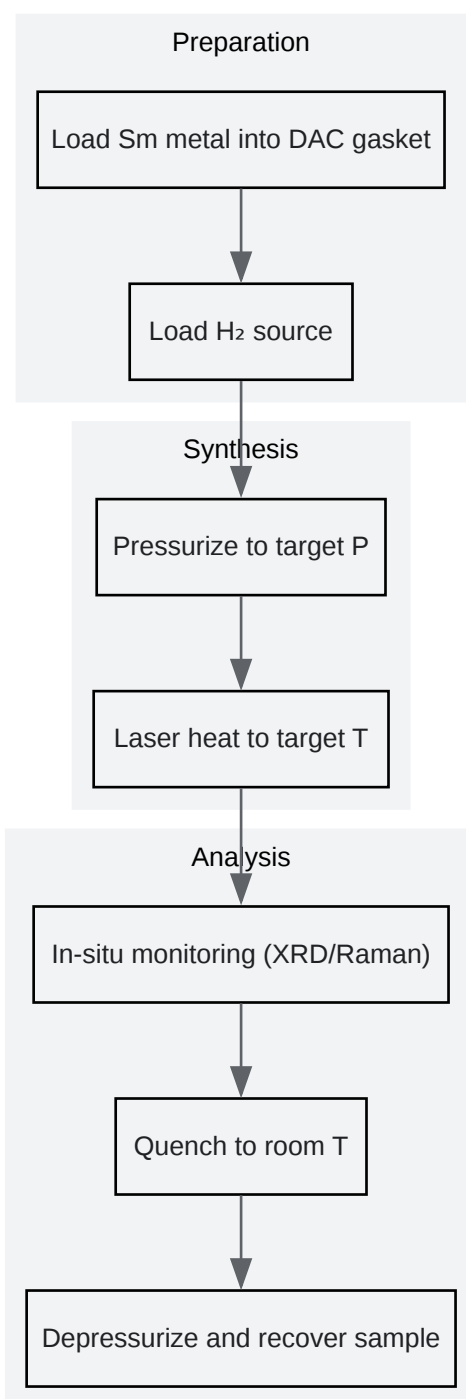 Preparation
Load Sm metal into DAC gasket
Load H₂ source
Synthesis
Pressurize to target P
Laser heat to target T
Analysis
In-situ monitoring (XRD/Raman)
Quench to room T
Depressurize and recover sample